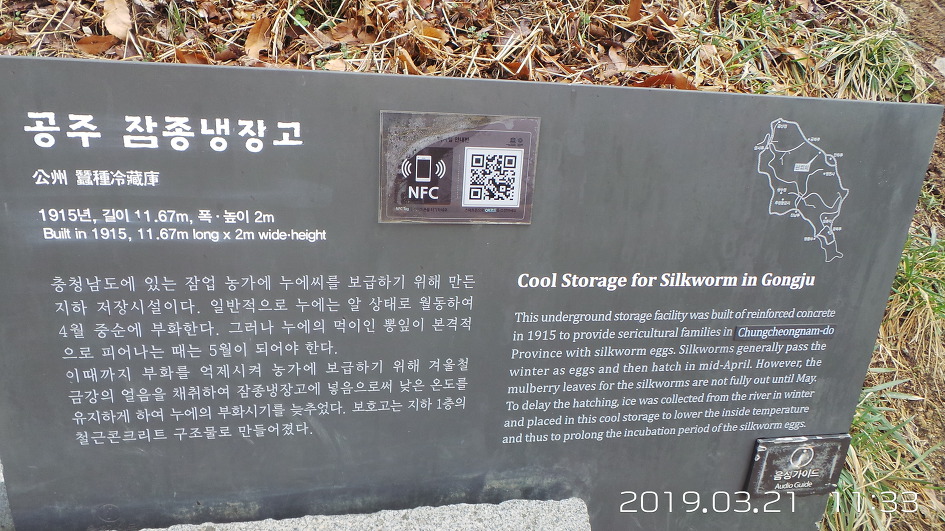 공주 잠종냉장고
公州 蠶種冷藏庫
1915년, 길이 11.67m, 폭·높이 2m
Built in 1915, 11.67m long x 2m wide·height
NFC
충청남도에 있는 잠업 농가에 누에씨를 보급하기 위해 만든
지하 저장시설이다. 일반적으로 누에는 알 상태로 월동하여
4월 중순에 부화한다. 그러나 누에의 먹이인 뽕잎이 본격적
으로 피어나는 때는 5월이 되어야 한다.
이때까지 부화를 억제시켜 농가에 보급하기 위해 겨울철
금강의 얼음을 채취하여 잠종냉장고에 넣음으로써 낮은 온도를
유지하게 하여 누에의 부화시기를 늦추었다. 보호고는 지하 1층의
철근콘크리트 구조물로 만들어졌다.
Cool Storage for Silkworm in Gongju
This underground storage facility was built of reinforced concrete
in 1915 to provide sericultural families in Chungcheongnam-do
Province with silkworm eggs. Silkworms generally pass the
winter as eggs and then hatch in mid-April. However, the
mulberry leaves for the silkworms are not fully out until May.
To delay the hatching, ice was collected from the river in winter
and placed in this cool storage to lower the inside temperature
and thus to prolong the incubation period of the silkworm eggs.
음성가이드
Audio Guide
2019.03.21 11:33